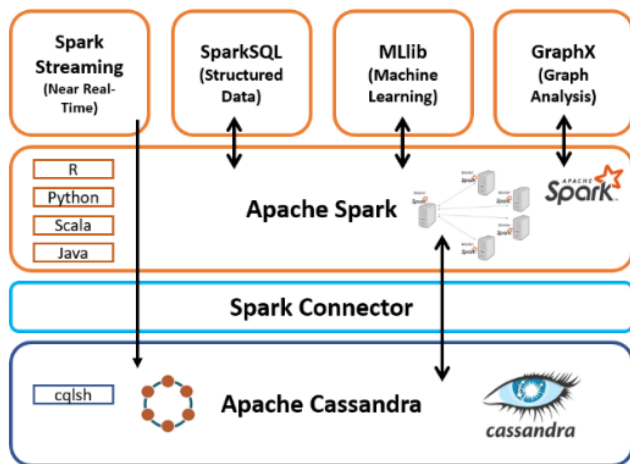 Spark
Streaming
(Near Real-
Time)
SparkSQL
(Structured
Data)
MLlib
(Machine
Learning)
GraphX
(Graph
Analysis)
R
Python
Scala
Java
Apache Spark
APACHE
Spark
Spark Connector
cqlsh
Apache Cassandra
cassandra